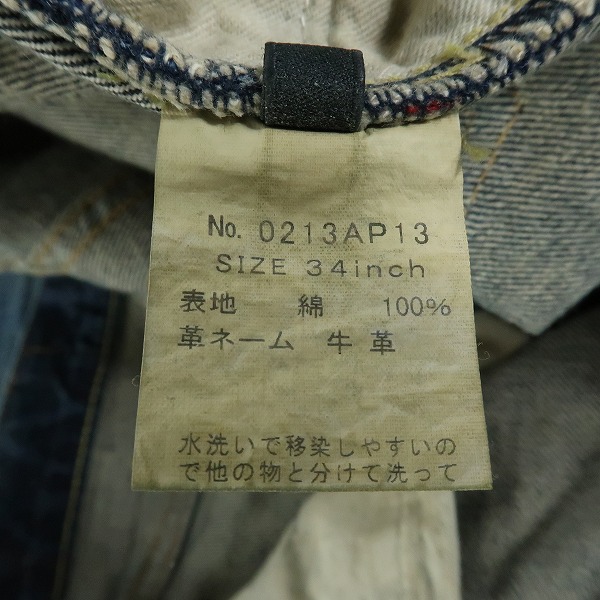 No. 0213AP13
SIZE 34inch
表地 綿 100%
革ネーム 牛革
水洗いで移染しやすいの
で他の物と分けて洗って